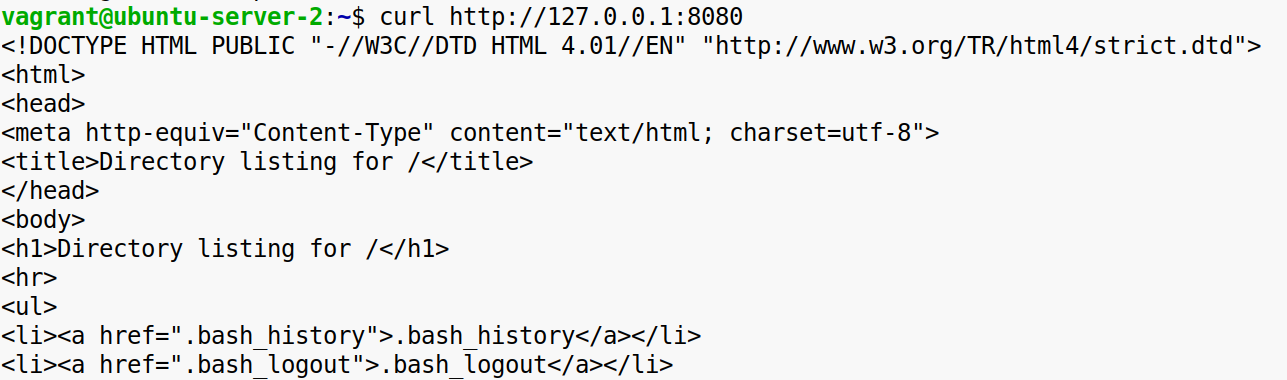 vagrant@ubuntu-server-2:~$ curl http://127.0.0.1:8080
<!DOCTYPE HTML PUBLIC "-//W3C//DTD HTML 4.01//EN" "http://www.w3.org/TR/html4/strict.dtd">
<html>
<head>
<meta http-equiv="Content-Type" content="text/html; charset=utf-8">
<title>Directory listing for /</title>
</head>
<body>
<h1>Directory listing for /</h1>
<hr>
<ul>
<li><a href=".bash_history">.bash_history</a></li>
<li><a href=".bash_logout">.bash_logout</a></li>